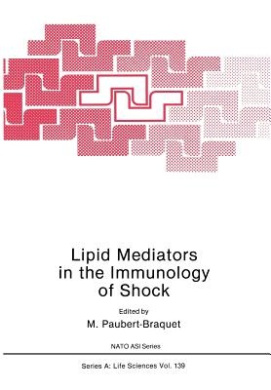 Lipid Mediators
in the Immunology
of Shock
Edited by
M. Paubert-Braquet
NATO ASI Series
Series A: Life Sciences Vol. 139